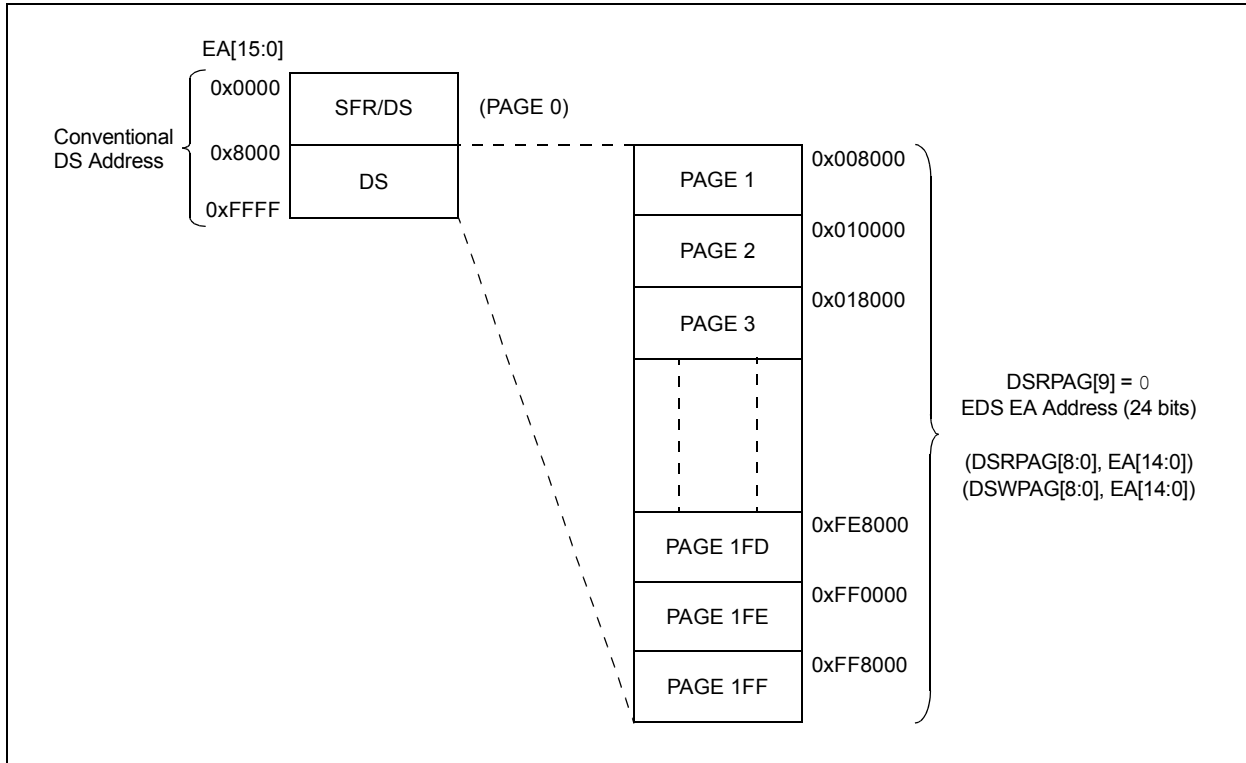 EA[15:0]
0x0000
SFR/DS
(PAGE 0)
Conventional
DS Address
0x8000
DS
0xFFFF
PAGE 1
0x008000
PAGE 2
0x010000
PAGE 3
0x018000
DSRPAG[9] = 0
EDS EA Address (24 bits)
(DSRPAG[8:0], EA[14:0])
(DSWPAG[8:0], EA[14:0])
PAGE 1FD
0xFE8000
PAGE 1FE
0xFF0000
PAGE 1FF
0xFF8000